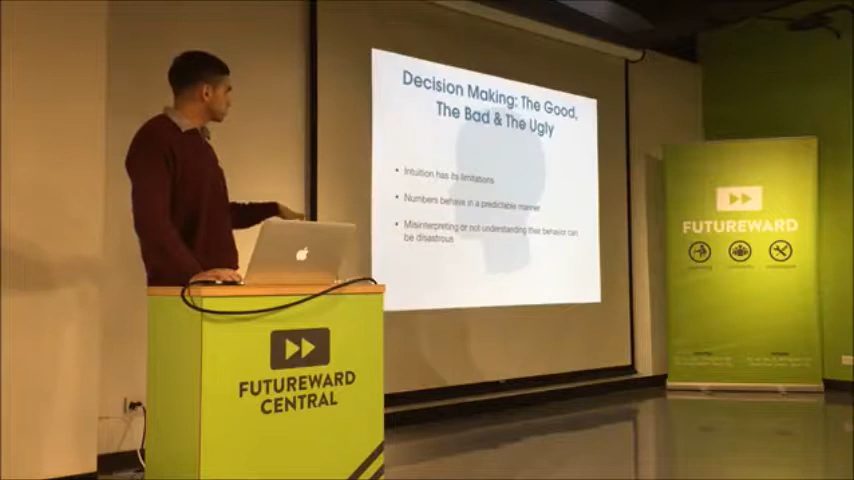 Decision Making: The Good,
The Bad & The Ugly
• Intuition has its limitations
• Numbers behave in a predictable manner
• Misinterpreting or not understanding their behavior can
be disastrous
FUTUREWARD
CENTRAL
FUTUREWARD